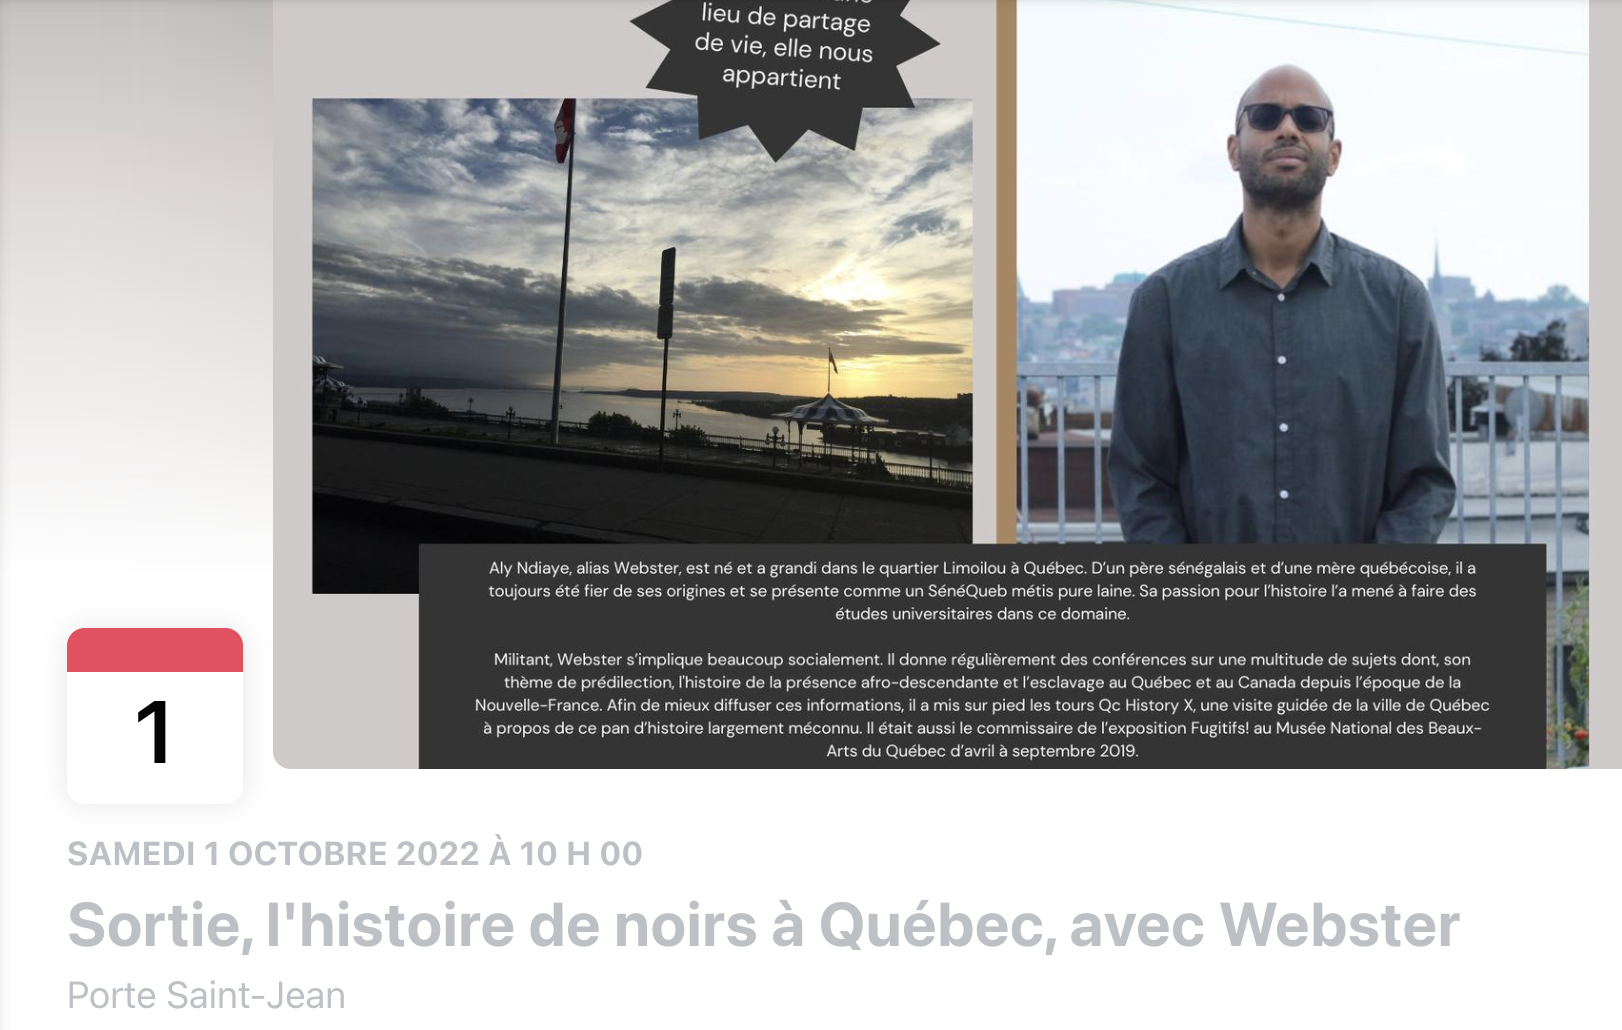 lieu de partage
de vie, elle nous
appartient
Aly Ndiaye, alias Webster, est né et a grandi dans le quartier Limoilou à Québec. D'un père sénégalais et d'une mère québécoise, il a
toujours été fier de ses origines et se présente comme un SénéQueb métis pure laine. Sa passion pour l'histoire l'a mené à faire des
études universitaires dans ce domaine.
Militant, Webster s'implique beaucoup socialement. Il donne régulièrement des conférences sur une multitude de sujets dont, son
thème de prédilection, l'histoire de la présence afro-descendante et l'esclavage au Québec et au Canada depuis l'époque de la
Nouvelle-France. Afin de mieux diffuser ces informations, il a mis sur pied les tours Qc History X, une visite guidée de la ville de Québec
à propos de ce pan d'histoire largement méconnu. Il était aussi le commissaire de l'exposition Fugitifs! au Musée National des Beaux-
Arts du Québec d'avril à septembre 2019.
1
SAMEDI 1 OCTOBRE 2022 À 10 H 00
Sortie, l'histoire de noirs à Québec, avec Webster
Porte Saint-Jean